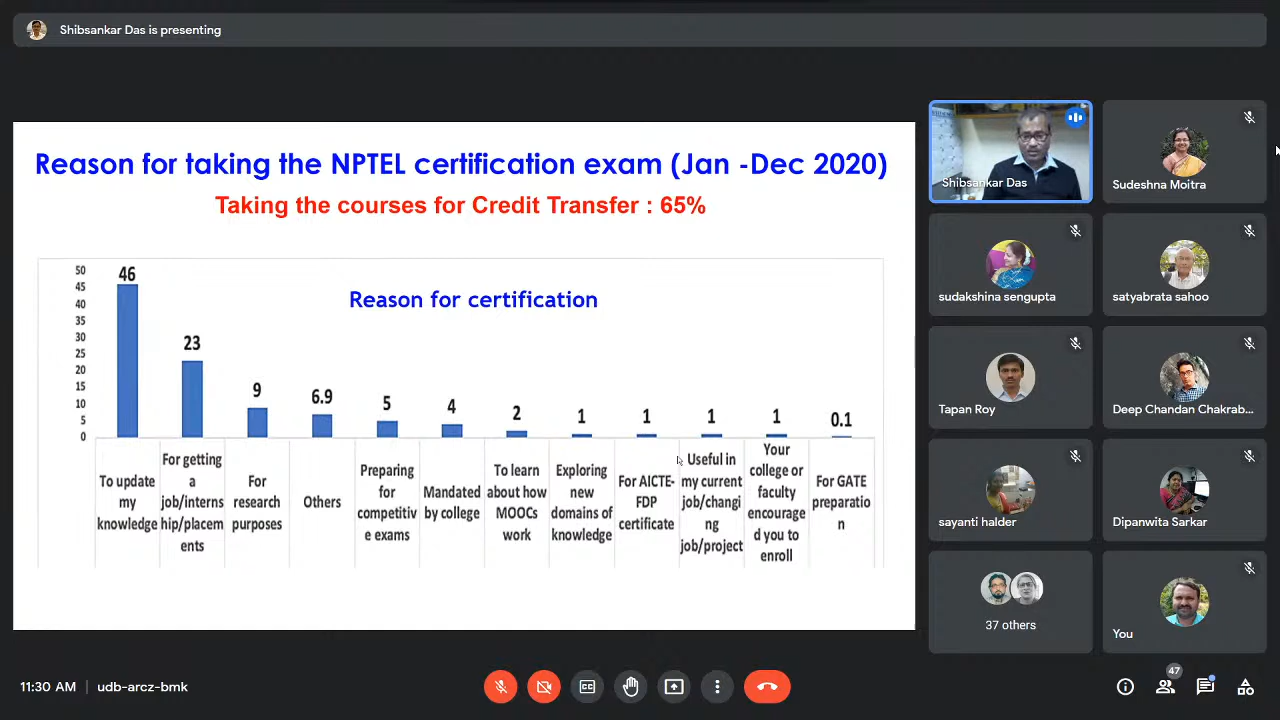 Shibsankar Das is presenting
Reason for taking the NPTEL certification exam (Jan -Dec 2020)
Taking the courses for Credit Transfer : 65%
Reason for certification
50
45
40
35
30
25
20
15
10
5
0
46
23
9
6.9
5
4
2
1
1
1
1
0.1
To update
my
knowledge
For getting
a
job/interns
hip/placem
ents
For
research
purposes
Others
Preparing
for
competitiv
e exams
Mandated
by college
To learn
about how
MOOCs
work
Exploring
new
domains of
knowledge
For AICTE-
FDP
certificate
Useful in
my current
job/changi
ng
job/project
Your
college or
faculty
encourage
d you to
enroll
For GATE
preparatio
n
Shibsankar Das
Sudeshna Moitra
sudakshina sengupta
satyabrata sahoo
Tapan Roy
Deep Chandan Chakrab...
sayanti halder
Dipanwita Sarkar
37 others
You
11:30 AM | udb-arcz-bmk
CC
47